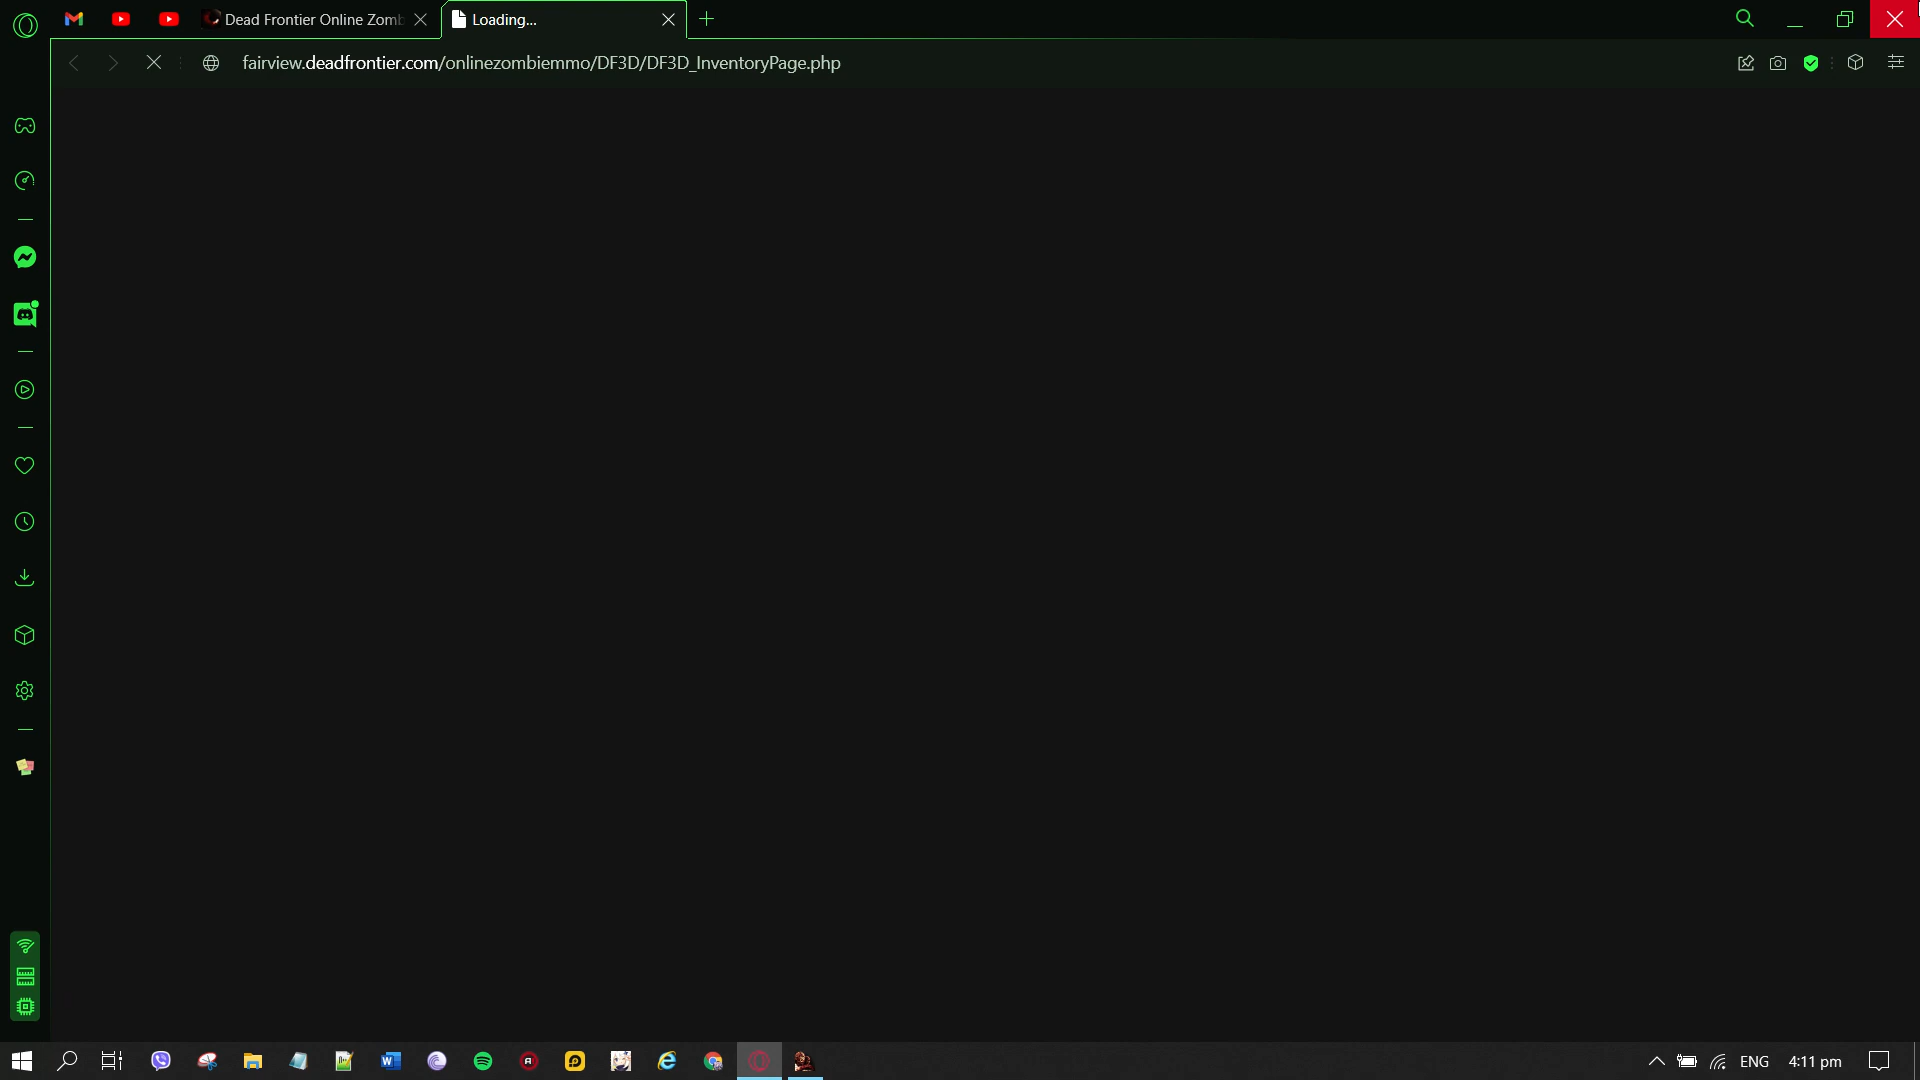 Dead Frontier Online Zomb
Loading...
fairview.deadfrontier.com/onlinezombiemmo/DF3D/DF3D_InventoryPage.php
ENG
4:11 pm